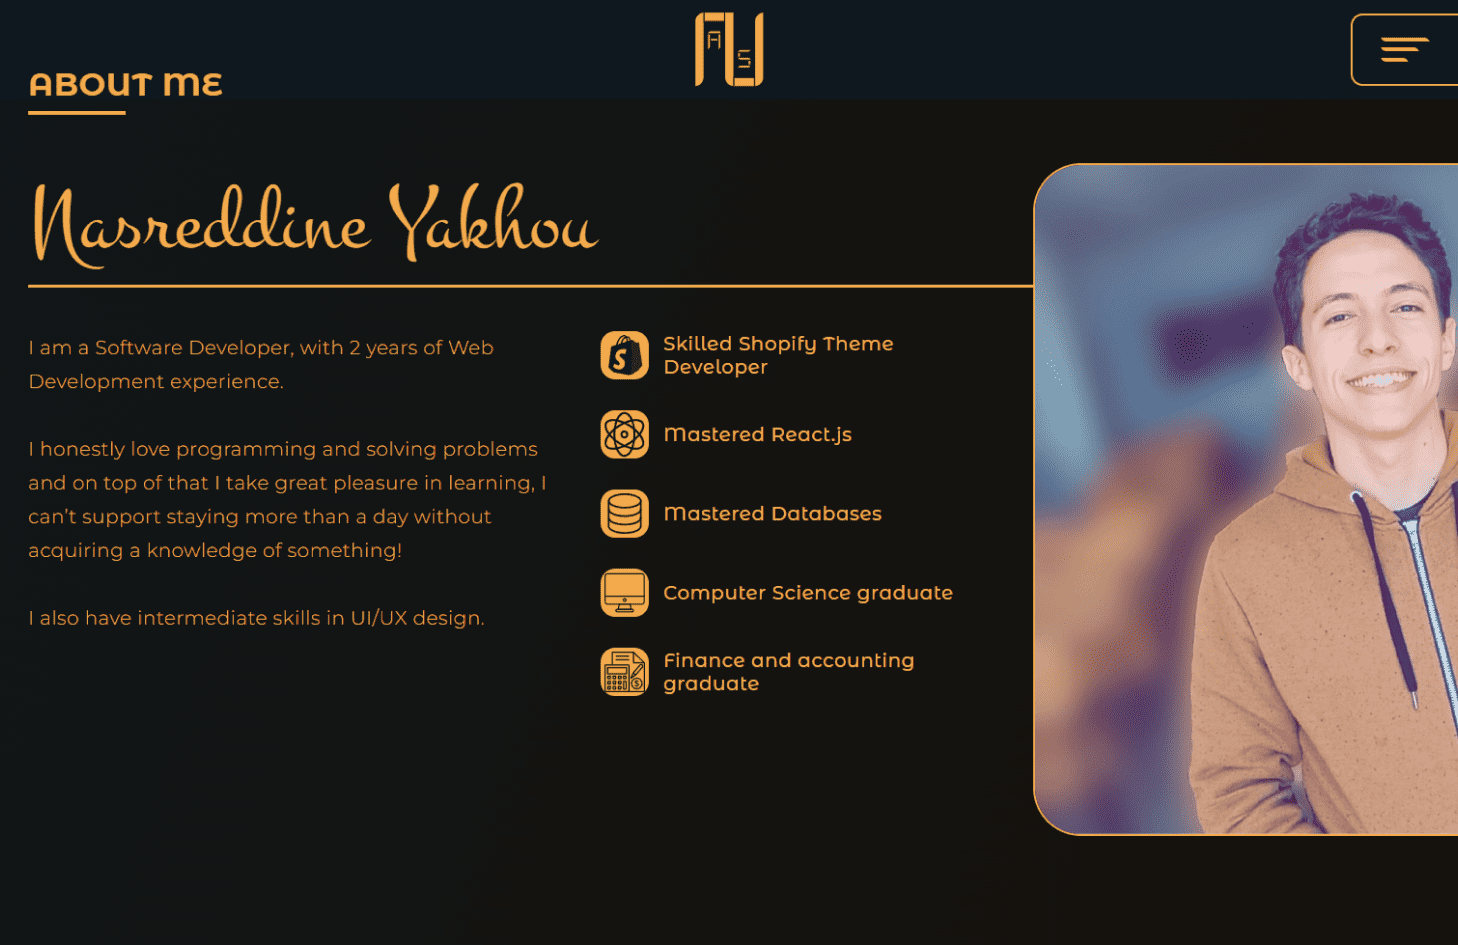 ABOUT ME
Nasreddine Yakhou
I am a Software Developer, with 2 years of Web
Development experience.
I honestly love programming and solving problems
and on top of that I take great pleasure in learning, I
can't support staying more than a day without
acquiring a knowledge of something!
I also have intermediate skills in UI/UX design.
Skilled Shopify Theme
Developer
Mastered React.js
Mastered Databases
Computer Science graduate
Finance and accounting
graduate